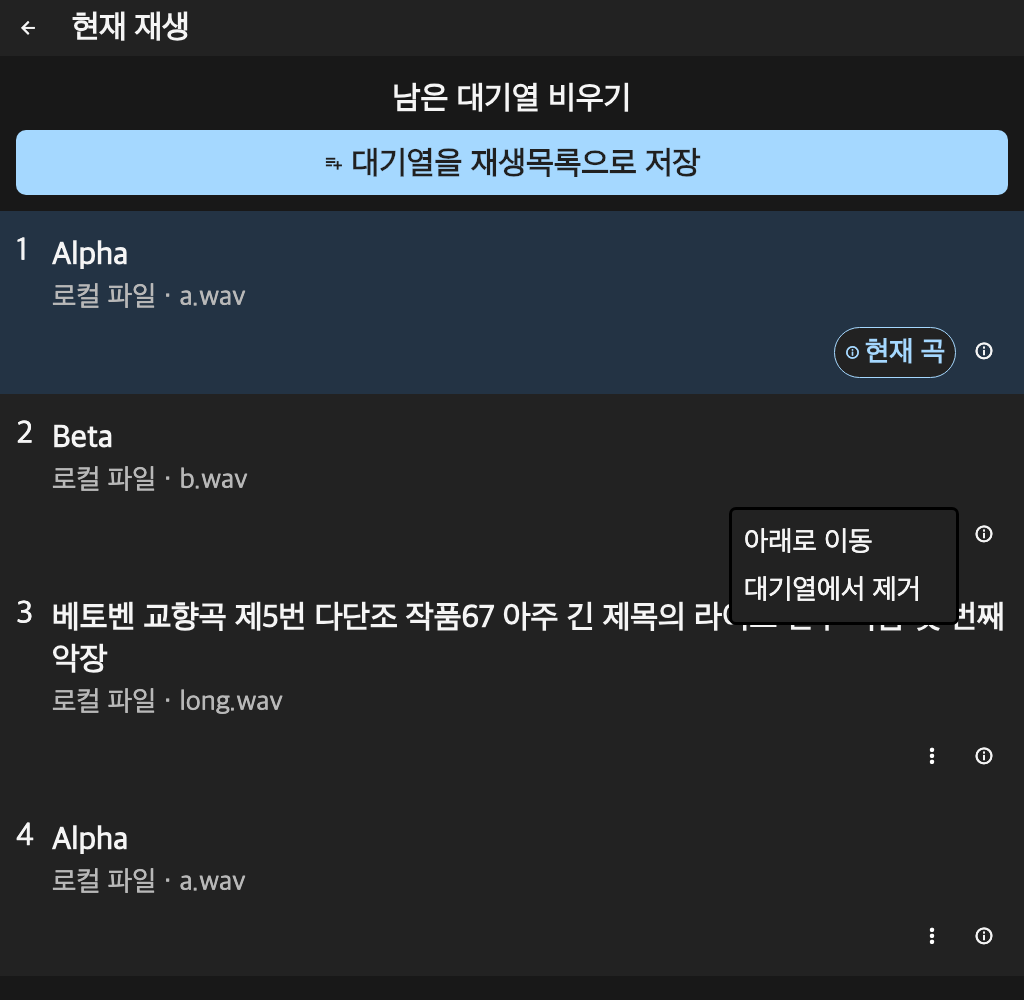 현재 재생
남은 대기열 비우기
대기열을 재생목록으로 저장
1 Alpha
로컬 파일 · a.wav
현재 곡
2 Beta
로컬 파일 · b.wav
아래로 이동
대기열에서 제거
3 베토벤 교향곡 제5번 다단조 작품67 아주 긴 제목의 번째
악장
로컬 파일 · long.wav
4 Alpha
로컬 파일 · a.wav